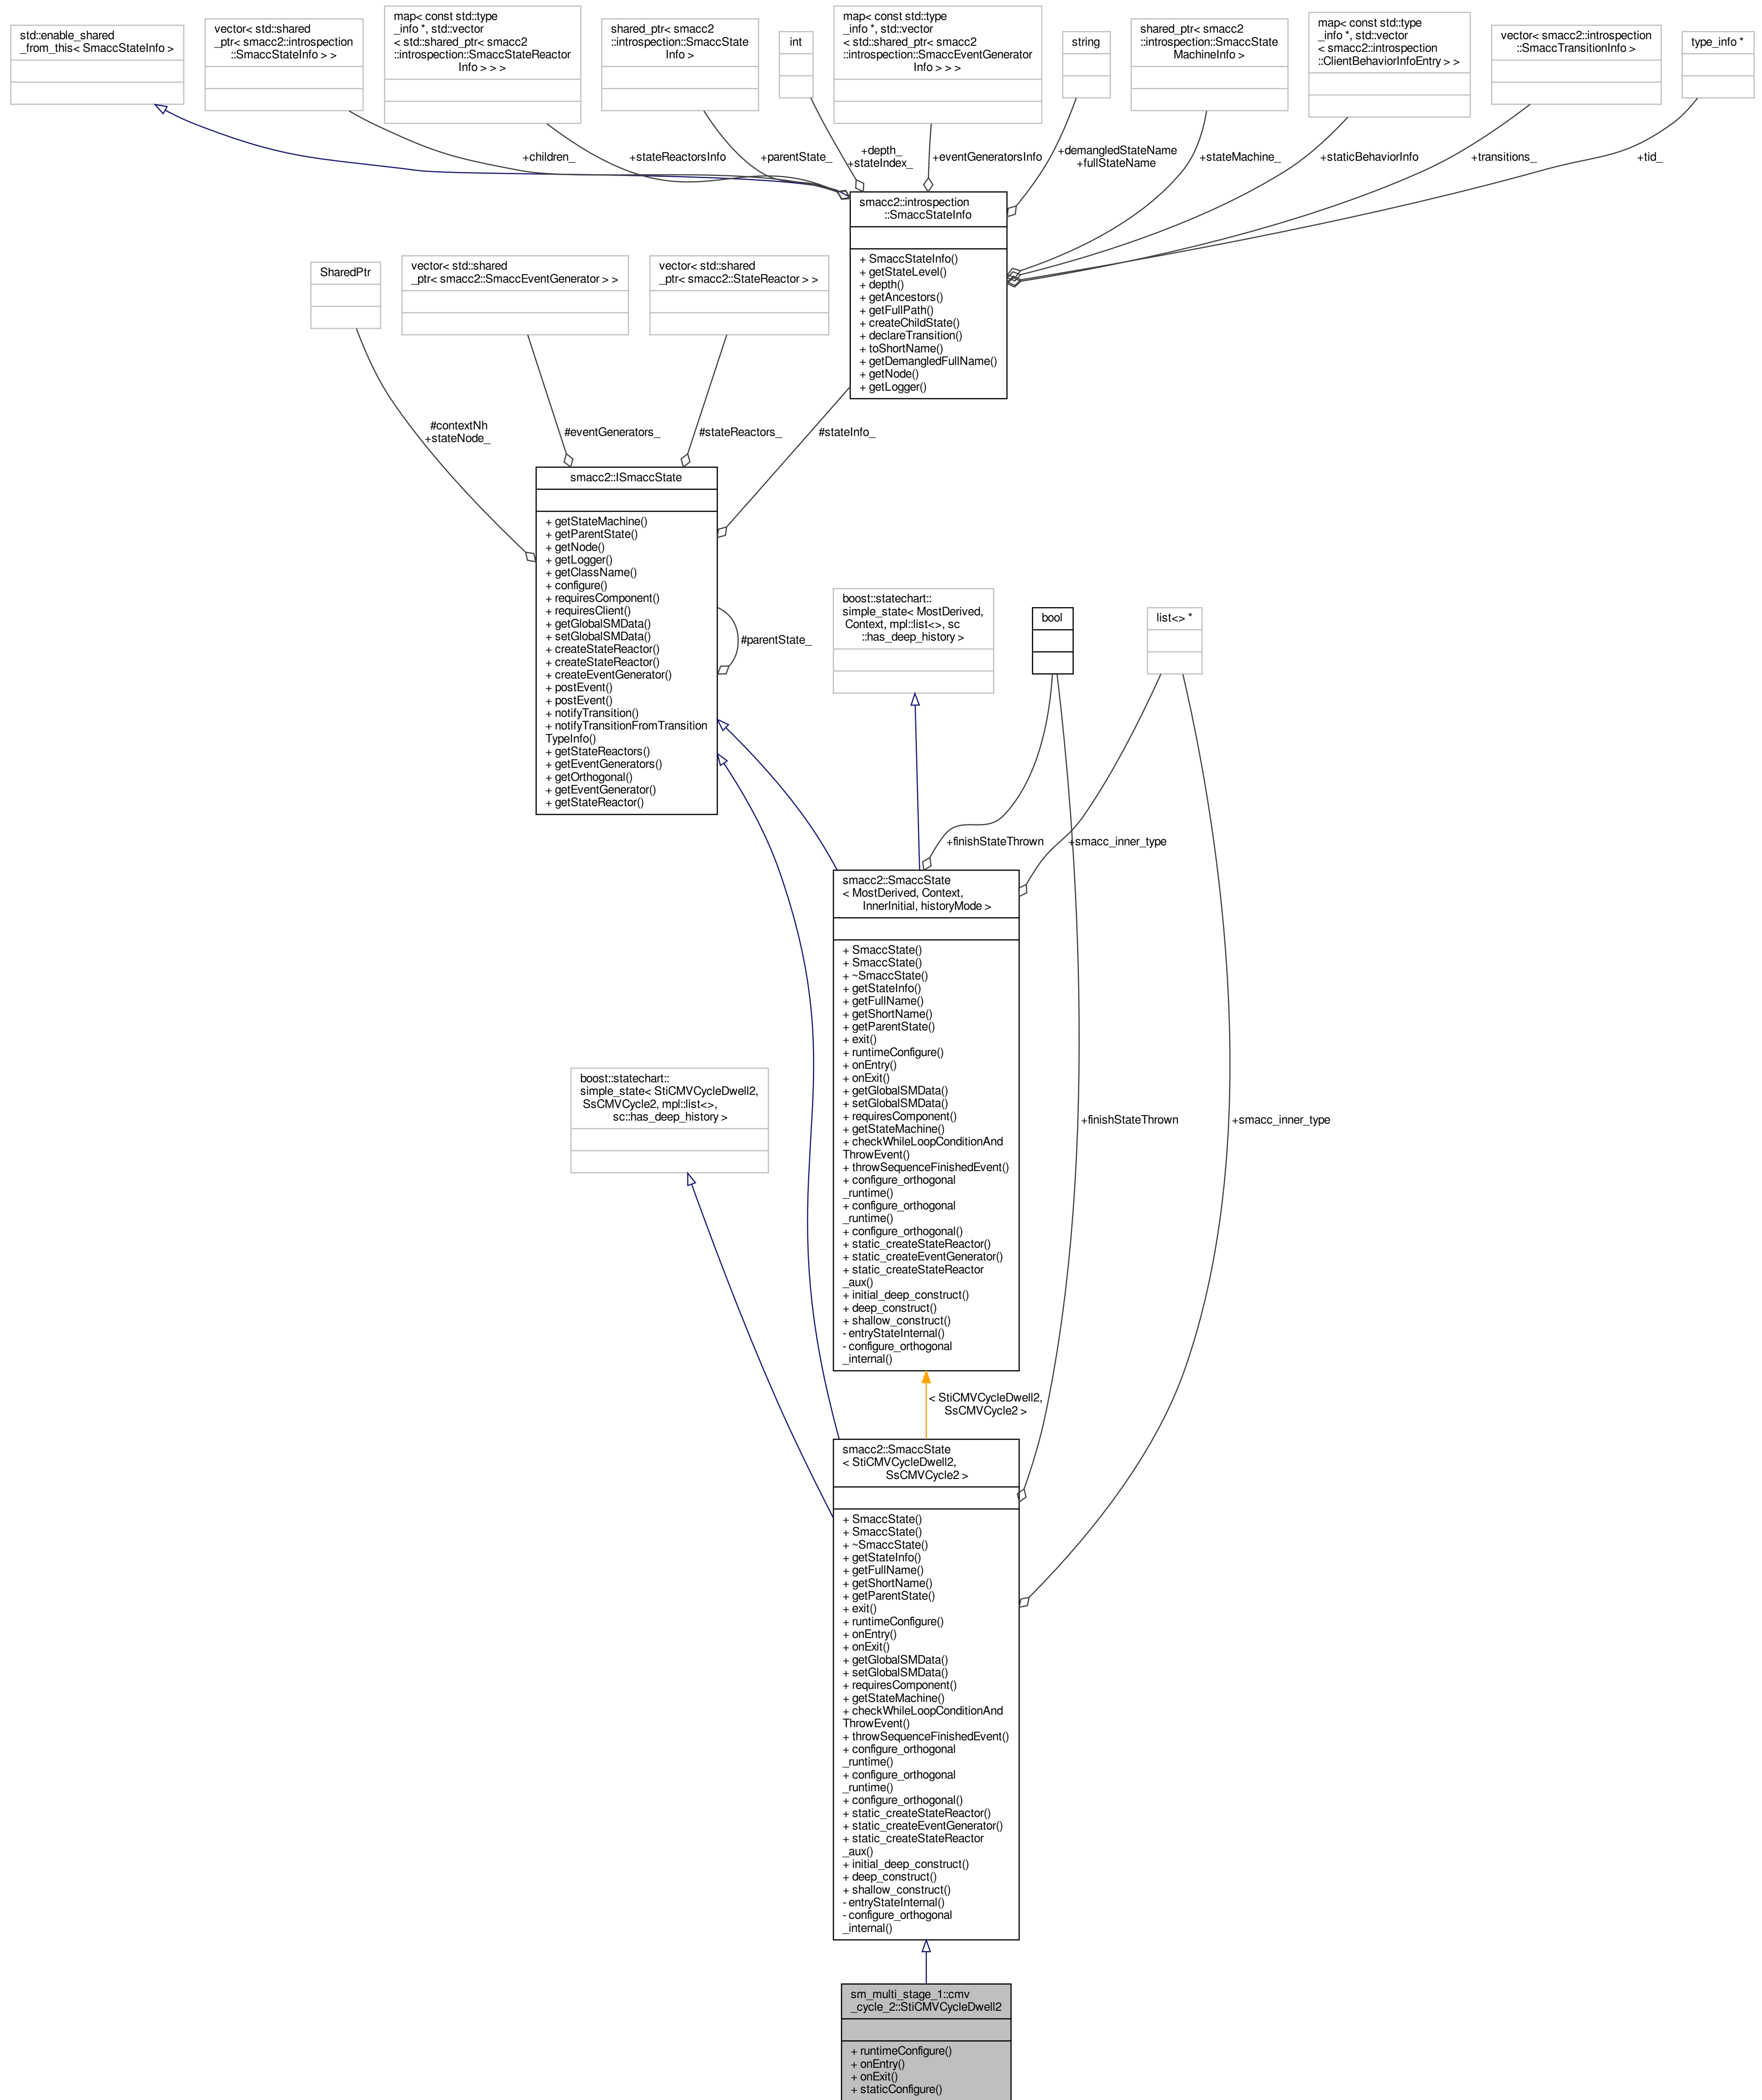 std::enable_shared
_from_this< SmaccStateInfo >
vector< std::shared
_ptr< smacc2::introspection
::SmaccStateInfo > >
map< const std::type
_info *, std::vector
< std::shared_ptr< smacc2
::introspection::SmaccStateReactor
Info > > >
shared_ptr< smacc2
::introspection::SmaccState
Info >
int
map< const std::type
_info *, std::vector
< std::shared_ptr< smacc2
::introspection::SmaccEventGenerator
Info > > >
string
shared_ptr< smacc2
::introspection::SmaccState
MachineInfo >
map< const std::type
_info *, std::vector
< smacc2::introspection
::ClientBehaviorInfoEntry > >
vector< smacc2::introspection
::SmaccTransitionInfo >
type_info *
+children_
+stateReactorsInfo
+parentState_
+depth_
+stateIndex_
+eventGeneratorsInfo
+demangledStateName
+fullStateName
+stateMachine_
+staticBehaviorInfo
+transitions_
+tid_
smacc2::introspection
::SmaccStateInfo
+ SmaccStateInfo()
+ getStateLevel()
+ depth()
+ getAncestors()
+ getFullPath()
+ createChildState()
+ declareTransition()
+ toShortName()
+ getDemangledFullName()
+ getNode()
+ getLogger()
SharedPtr
vector< std::shared
_ptr< smacc2::SmaccEventGenerator > >
vector< std::shared
_ptr< smacc2::StateReactor > >
#contextNh
+stateNode_
#eventGenerators_
#stateReactors_
#stateInfo_
smacc2::ISmaccState
+ getStateMachine()
+ getParentState()
+ getNode()
+ getLogger()
+ getClassName()
+ configure()
+ requiresComponent()
+ requiresClient()
+ getGlobalSMData()
+ setGlobalSMData()
+ createStateReactor()
+ createStateReactor()
+ createEventGenerator()
+ postEvent()
+ postEvent()
+ notifyTransition()
+ notifyTransitionFromTransition
TypeInfo()
+ getStateReactors()
+ getEventGenerators()
+ getOrthogonal()
+ getEventGenerator()
+ getStateReactor()
#parentState_
boost::statechart::
simple_state< MostDerived,
Context, mpl::list<>, sc
::has_deep_history >
bool
list<> *
+finishStateThrown
+smacc_inner_type
smacc2::SmaccState
< MostDerived, Context,
InnerInitial, historyMode >
+ SmaccState()
+ SmaccState()
+ ~SmaccState()
+ getStateInfo()
+ getFullName()
+ getShortName()
+ getParentState()
+ exit()
+ runtimeConfigure()
+ onEntry()
+ onExit()
+ getGlobalSMData()
+ setGlobalSMData()
+ requiresComponent()
+ getStateMachine()
+ checkWhileLoopConditionAnd
ThrowEvent()
+ throwSequenceFinishedEvent()
+ configure_orthogonal
_runtime()
+ configure_orthogonal
_runtime()
+ configure_orthogonal()
+ static_createStateReactor()
+ static_createEventGenerator()
+ static_createStateReactor
_aux()
+ initial_deep_construct()
+ deep_construct()
+ shallow_construct()
- entryStateInternal()
- configure_orthogonal
_internal()
boost::statechart::
simple_state< StiCMVCycleDwell2,
SsCMVCycle2, mpl::list<>,
sc::has_deep_history >
+finishStateThrown
+smacc_inner_type
< StiCMVCycleDwell2,
SsCMVCycle2 >
smacc2::SmaccState
< StiCMVCycleDwell2,
SsCMVCycle2 >
+ SmaccState()
+ SmaccState()
+ ~SmaccState()
+ getStateInfo()
+ getFullName()
+ getShortName()
+ getParentState()
+ exit()
+ runtimeConfigure()
+ onEntry()
+ onExit()
+ getGlobalSMData()
+ setGlobalSMData()
+ requiresComponent()
+ getStateMachine()
+ checkWhileLoopConditionAnd
ThrowEvent()
+ throwSequenceFinishedEvent()
+ configure_orthogonal
_runtime()
+ configure_orthogonal
_runtime()
+ configure_orthogonal()
+ static_createStateReactor()
+ static_createEventGenerator()
+ static_createStateReactor
_aux()
+ initial_deep_construct()
+ deep_construct()
+ shallow_construct()
- entryStateInternal()
- configure_orthogonal
_internal()
sm_multi_stage_1::cmv
_cycle_2::StiCMVCycleDwell2
+ runtimeConfigure()
+ onEntry()
+ onExit()
+ staticConfigure()